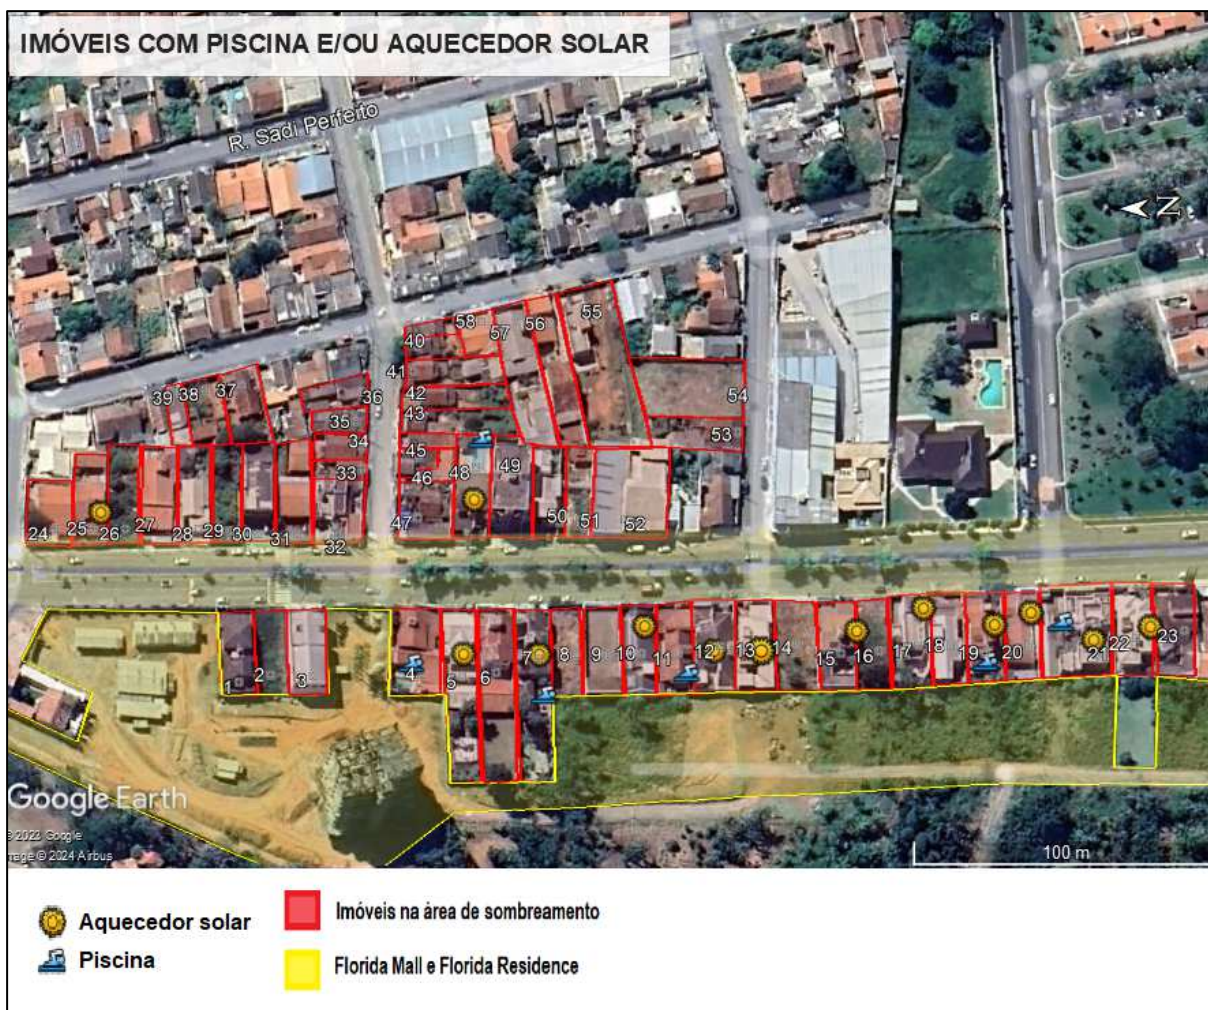 IMÓVEIS COM PISCINA E/OU AQUECEDOR SOLAR
R. Sadi Perfeito
N
58 57 56 55
40
41
42
43
39 38 37
36
35
34
33
54
53
45
46
48
49
47
50
51
52
24 25 26 27 28 29 30 31
32
1 2 3
4 5 6 7 8 9 10 11 12 13 14 15 16 17 18 19 20 21 22 23
Google Earth
2023 Google
© 2024 Airbus
100 m
Aquecedor solar
Piscina
Imóveis na área de sombreamento
Florida Mall e Florida Residence